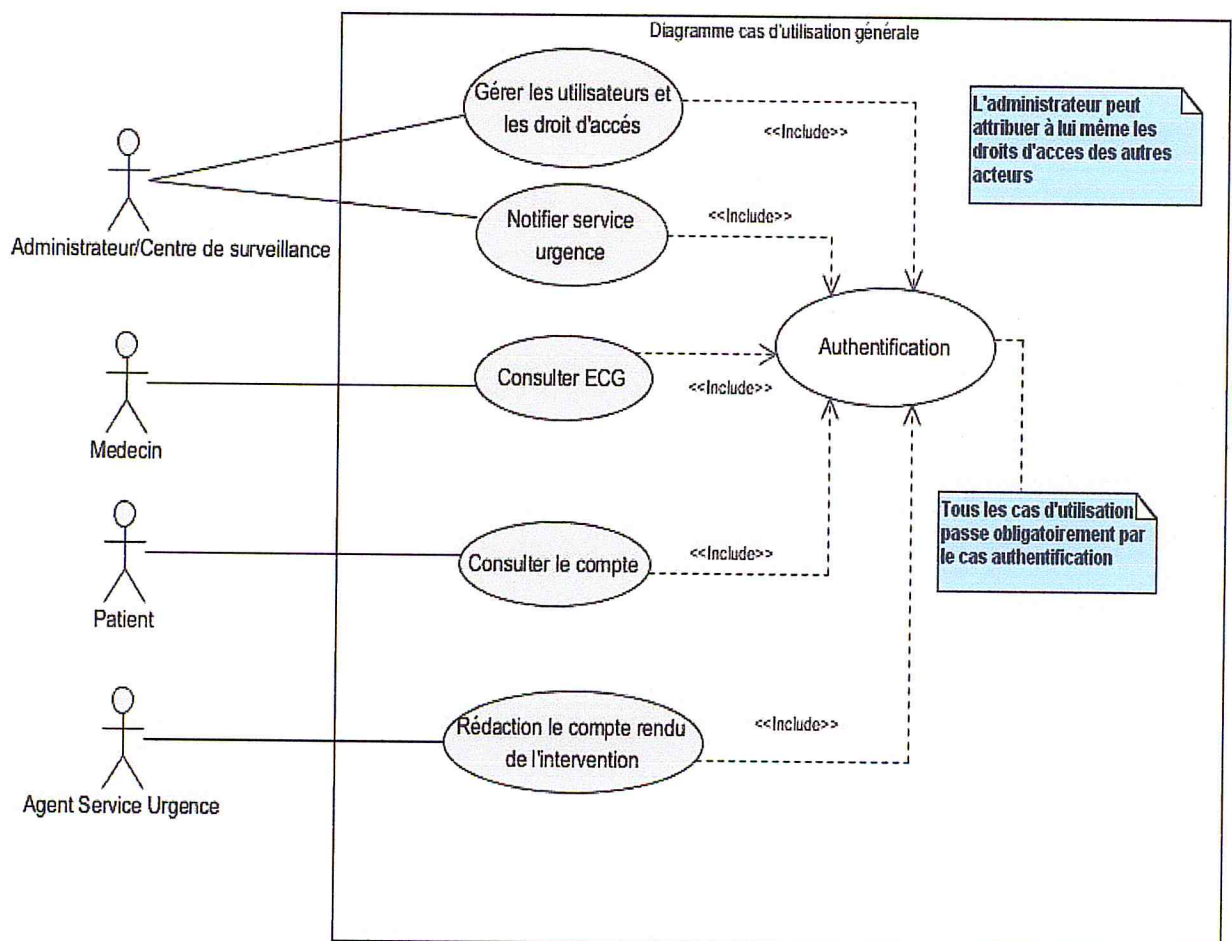 Diagramme cas d'utilisation générale
Gérer les utilisateurs et
les droit d'accés
<<Include>>
L'administrateur peut
attribuer à lui même les
droits d'acces des autres
acteurs
Administrateur/Centre de surveillance
Notifier service
urgence
<<Include>>
Authentification
Consulter ECG
<<Include>>
Medecin
Tous les cas d'utilisation
passe obligatoirement par
le cas authentification
Consulter le compte
<<Include>>
Patient
Rédaction le compte rendu
de l'intervention
<<Include>>
Agent Service Urgence